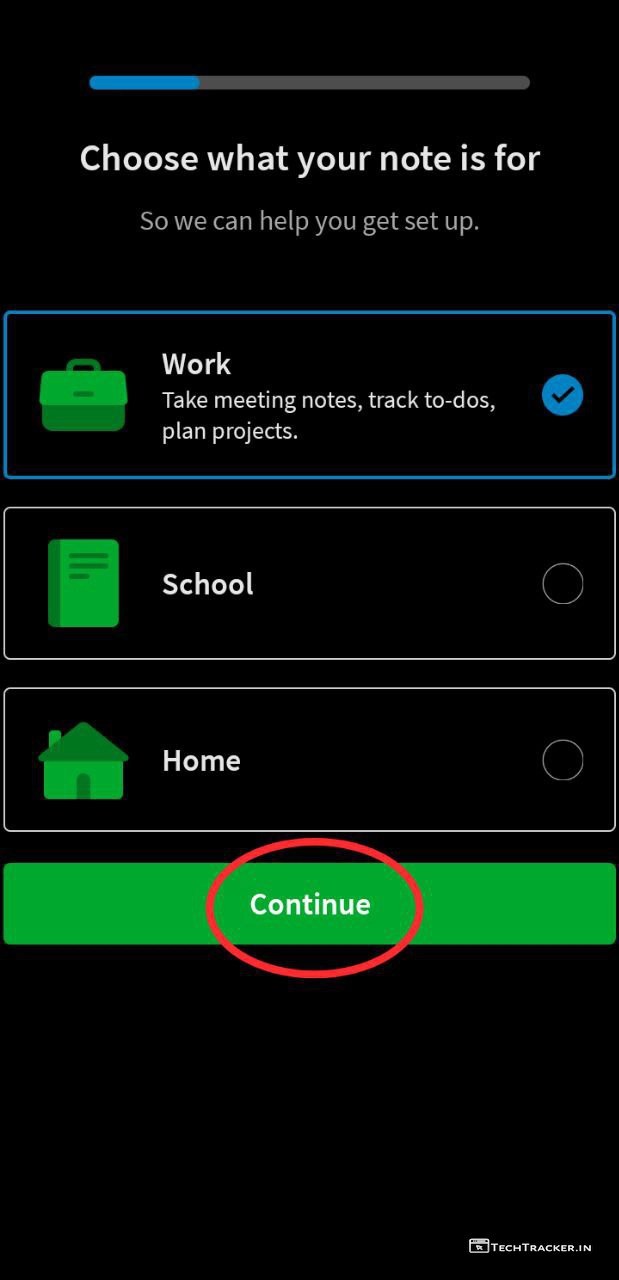 Choose what your note is for
So we can help you get set up.
Work
Take meeting notes, track to-dos,
plan projects.
School
Home
Continue
TechTracker.in